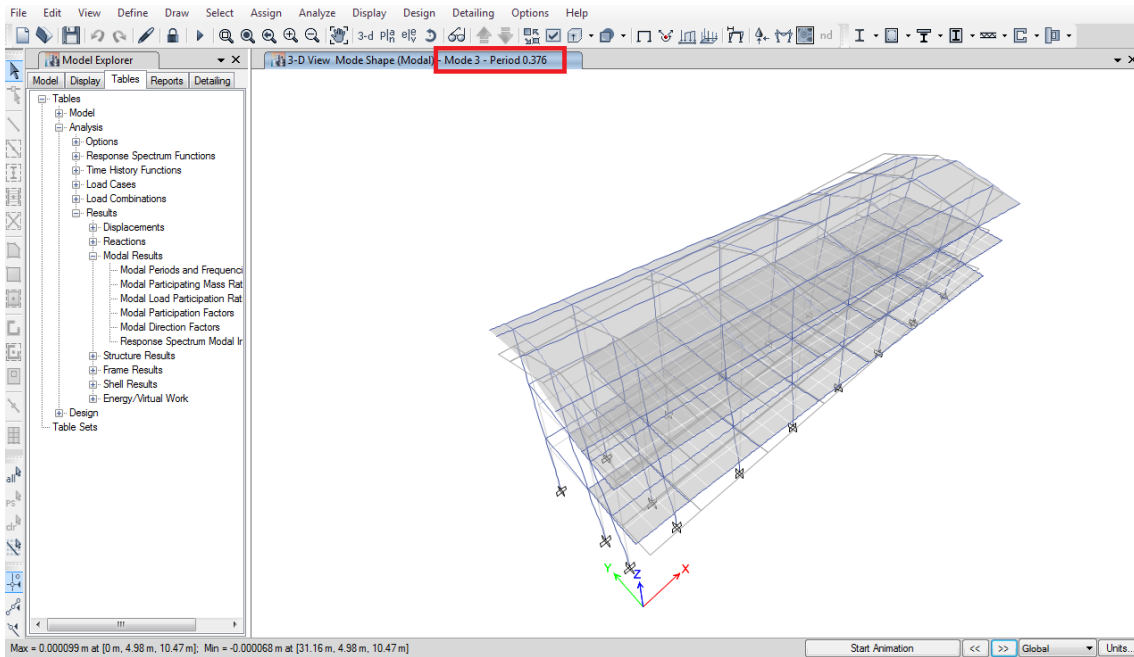 File Edit View Define Draw Select Assign Analyze Display Design Detailing Options Help
3-d nd
Model Explorer
3-D View Mode Shape (Modal) - Mode 3 - Period 0.376
Model Display Tables Reports Detailing
Tables
Model
Analysis
Options
Response Spectrum Functions
Time History Functions
Load Cases
Load Combinations
Results
Displacements
Reactions
Modal Results
Modal Periods and Frequenci
Modal Participating Mass Rat
Modal Load Participation Rat
Modal Participation Factors
Modal Direction Factors
Response Spectrum Modal Ir
Structure Results
Frame Results
Shell Results
Energy/Virtual Work
Design
Table Sets
all
ps
clr
Y Z X
Max = 0.000099 m at [0 m, 4.98 m, 10.47 m]; Min = -0.000068 m at [31.16 m, 4.98 m, 10.47 m]
Start Animation << >> Global Units...